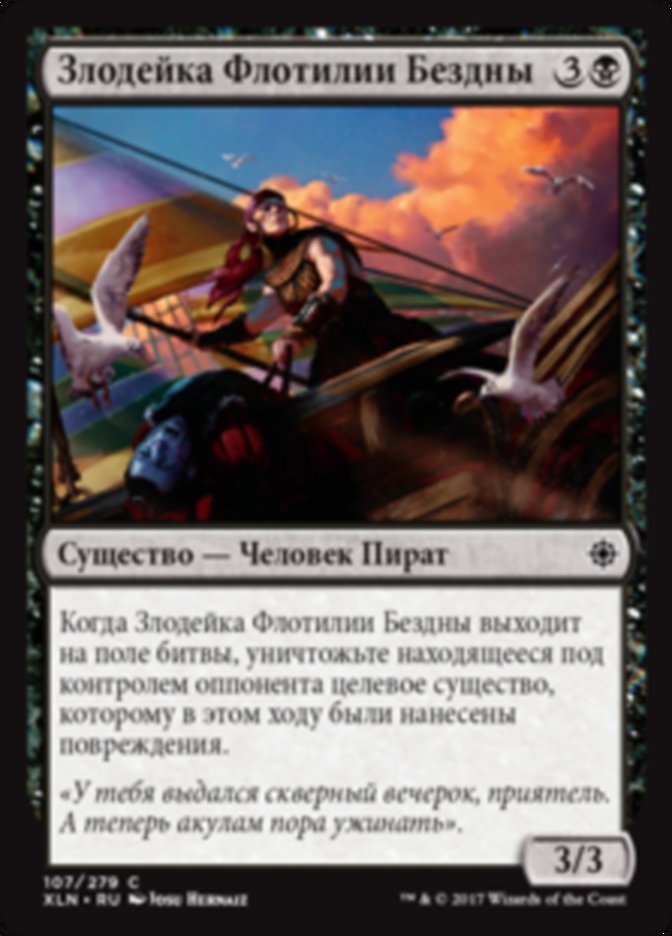 Злодейка Флотилии Бездны 3
Существо — Человек Пират
Когда Злодейка Флотилии Бездны выходит
на поле битвы, уничтожьте находящееся под
контролем оппонента целевое существо,
которому в этом ходу были нанесены
повреждения.
«У тебя выдался скверный вечерок, приятель.
А теперь акулам пора ужинать».
3/3
107/279 C
XLN • RU Josu Hernaiz
™ & © 2017 Wizards of the Coast